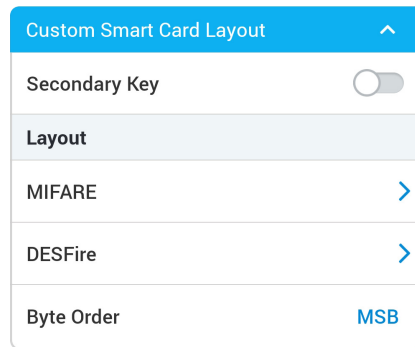 Custom Smart Card Layout
Secondary Key
Layout
MIFARE
DESFire
Byte Order MSB